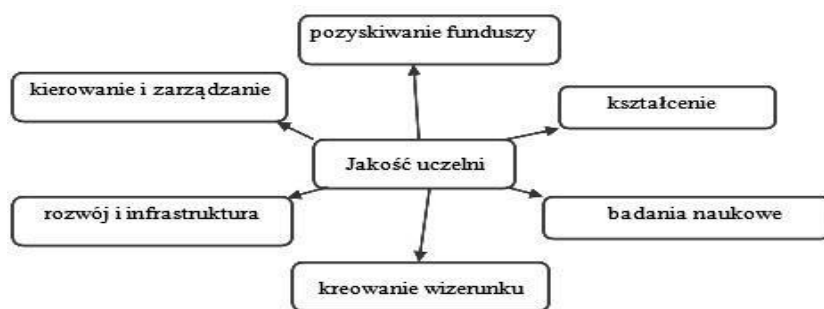 pozyskiwanie funduszy
kierowanie i zarządzanie
kształcenie
Jakość uczelni
rozwój i infrastruktura
badania naukowe
kreowanie wizerunku